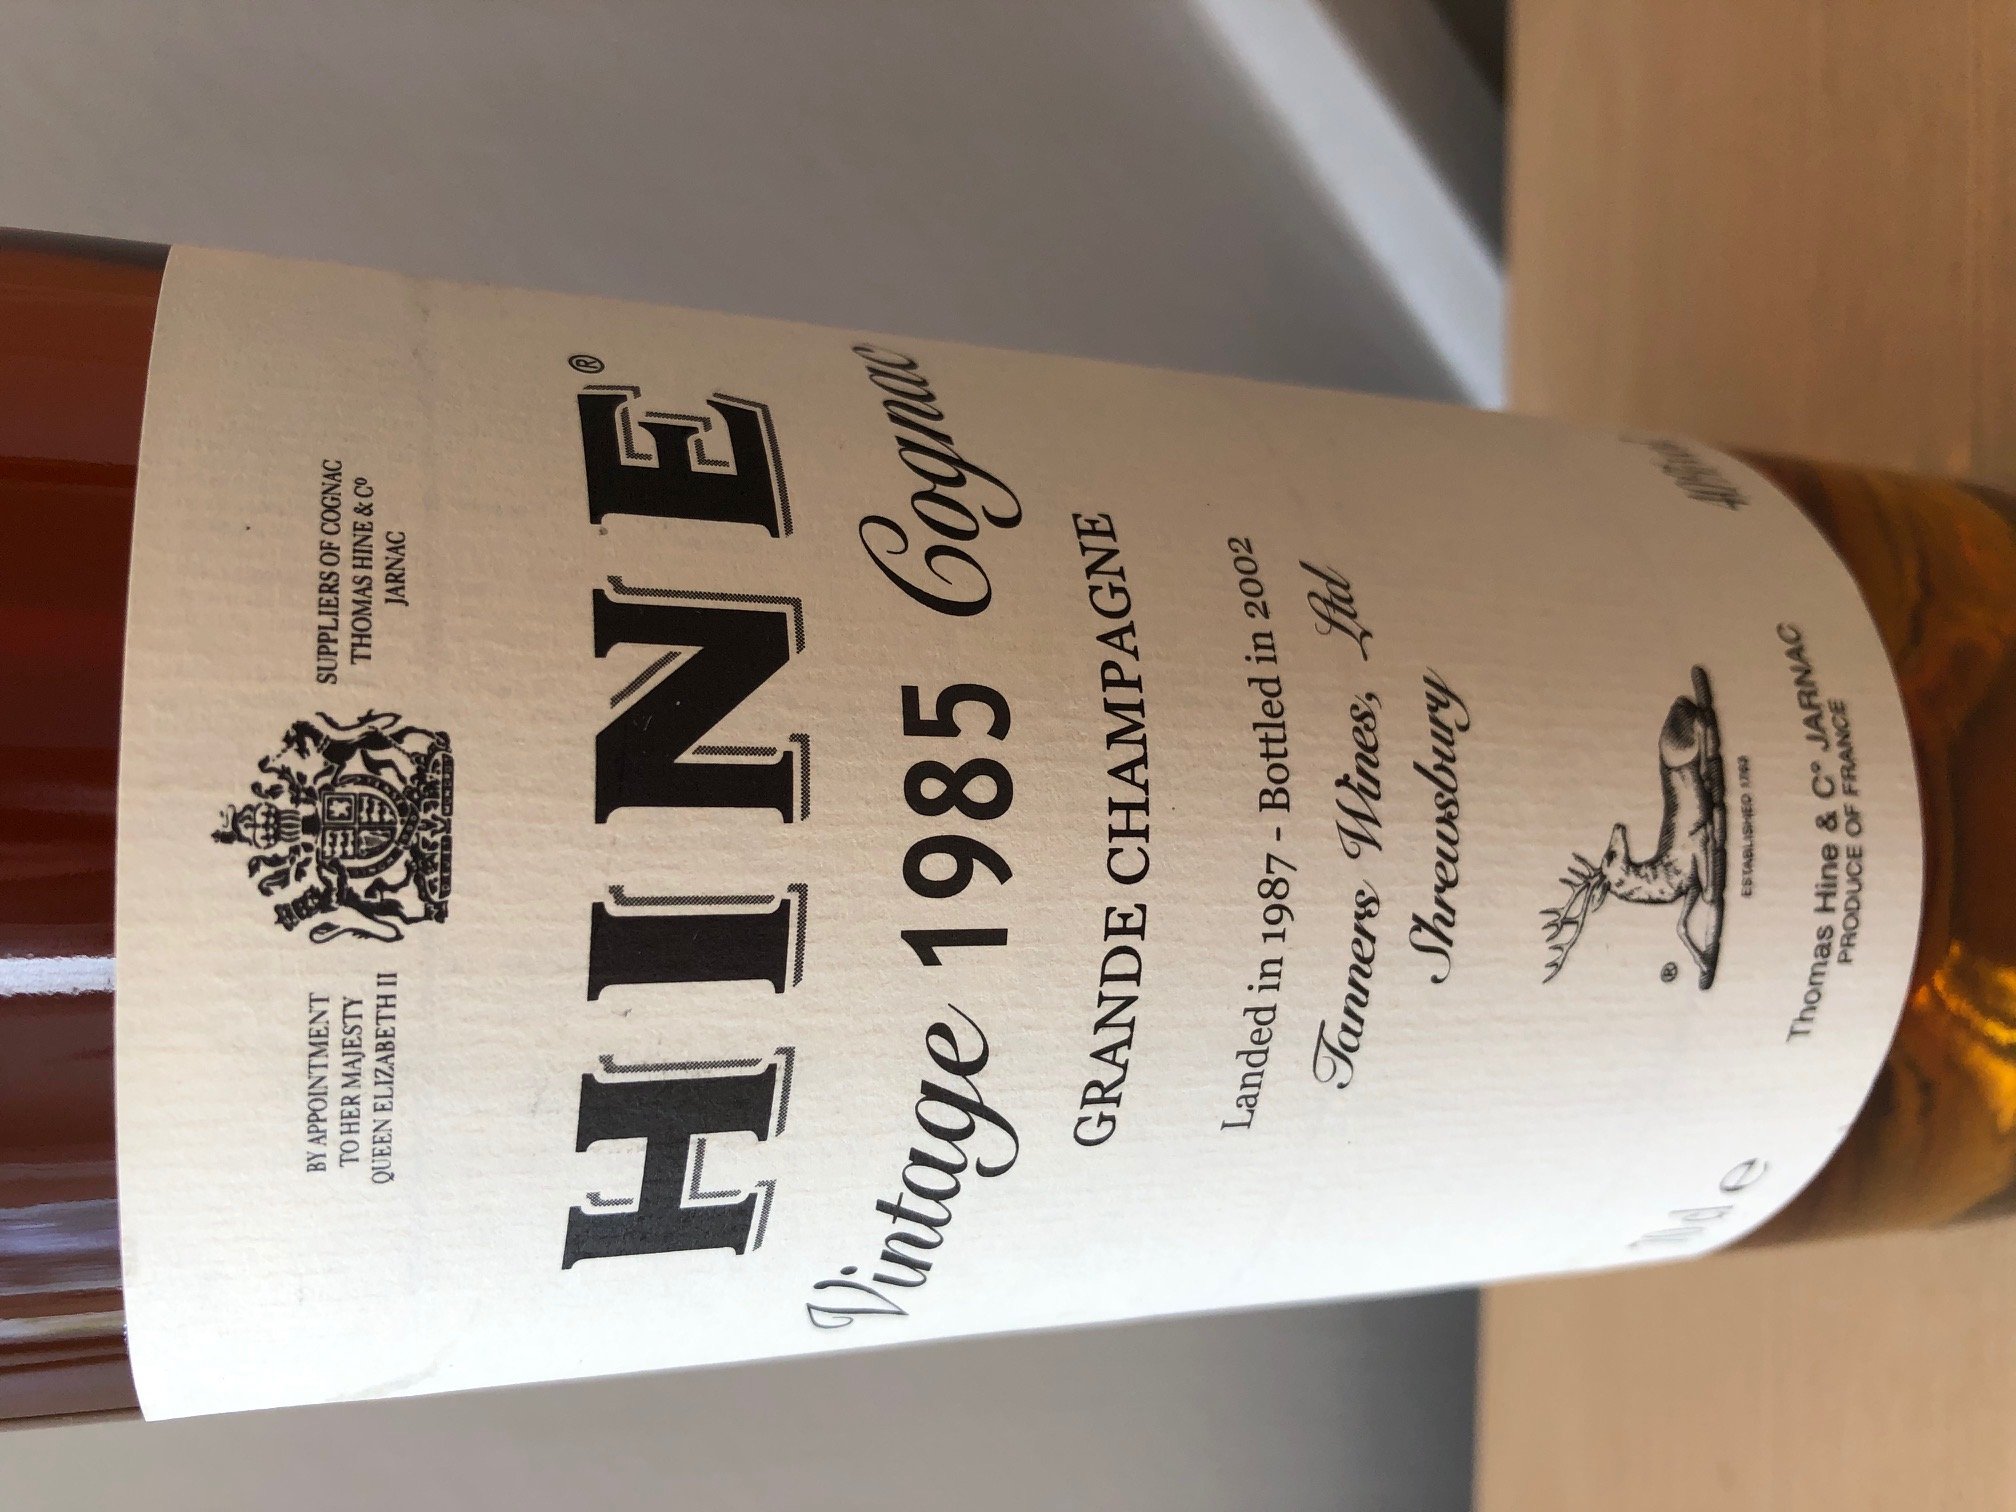 BY APPOINTMENT
TO HER MAJESTY
QUEEN ELIZABETH II
SUPPLIERS OF COGNAC
THOMAS HINE & Cº
JARNAC
HINE®
Vintage 1985 Cognac
GRANDE CHAMPAGNE
Landed in 1987 - Bottled in 2002
Tanners Wines, Ltd
Shrewsbury
®
ESTABLISHED 1763
Thomas Hine & C° JARNAC
PRODUCE OF FRANCE
70cl e